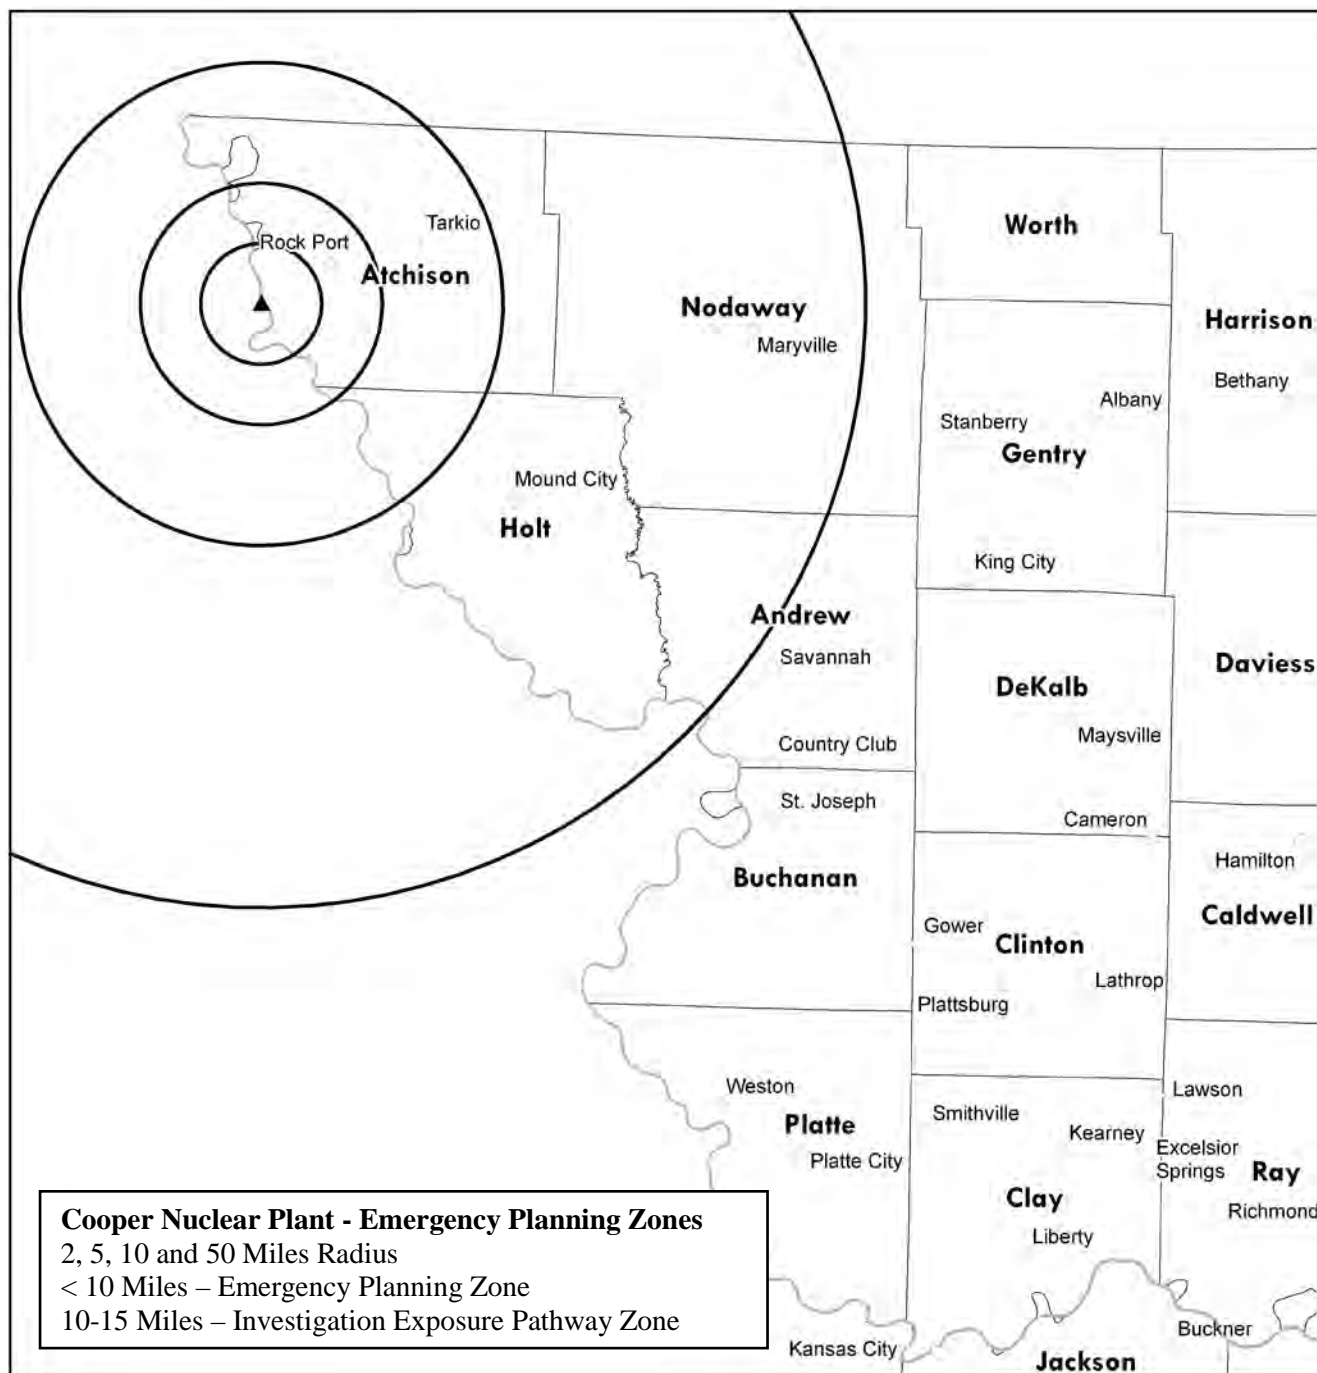 Tarkio
Rock Port
Atchison
Worth
Nodaway
Maryville
Harrison
Bethany
Albany
Stanberry
Gentry
Mound City
Holt
King City
Andrew
Savannah
Daviess
DeKalb
Maysville
Country Club
St. Joseph
Cameron
Hamilton
Buchanan
Caldwell
Gower
Clinton
Lathrop
Plattsburg
Weston
Lawson
Smithville
Platte
Kearney
Excelsior
Springs
Platte City
Ray
Clay
Richmond
Liberty
Buckner
Kansas City
Jackson
Cooper Nuclear Plant - Emergency Planning Zones
2, 5, 10 and 50 Miles Radius
< 10 Miles – Emergency Planning Zone
10-15 Miles – Investigation Exposure Pathway Zone